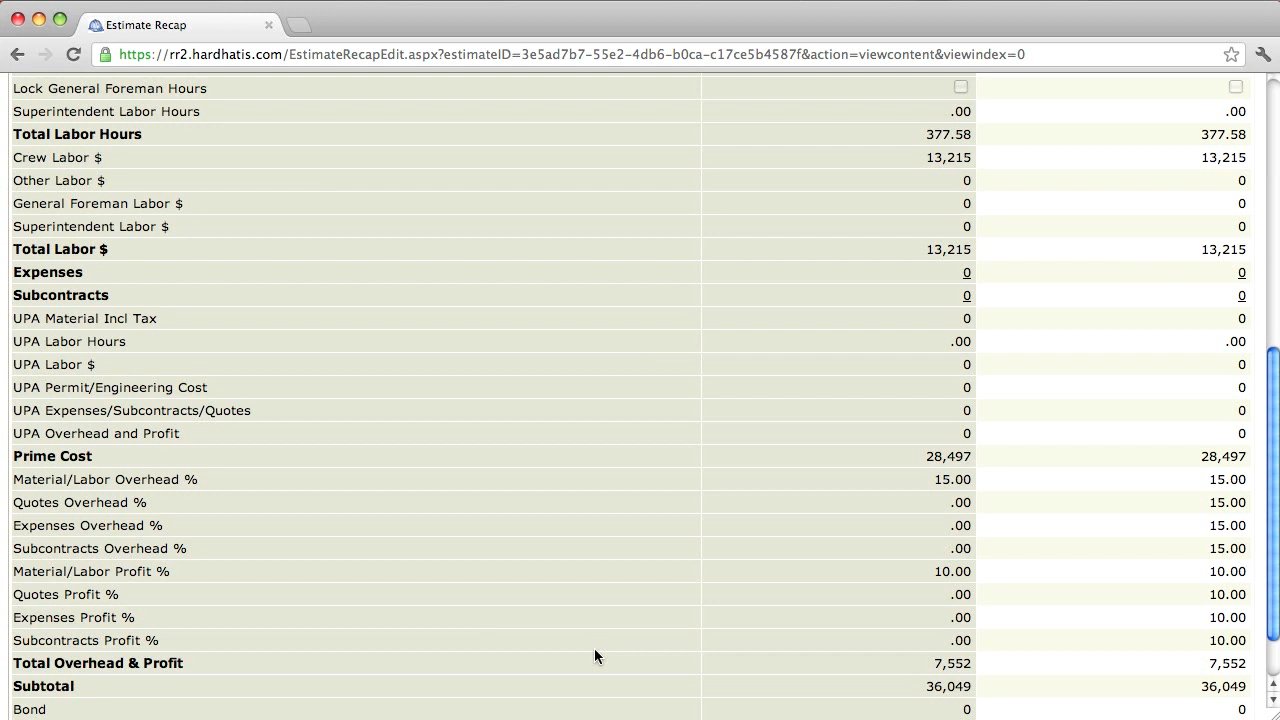 Estimate Recap
https://rr2.hardhatis.com/EstimateRecapEdit.aspx?estimateID=3e5ad7b7-55e2-4db6-b0ca-c17ce5b4587f&action=viewcontent&viewindex=0
Lock General Foreman Hours
Superintendent Labor Hours .00 .00
Total Labor Hours 377.58 377.58
Crew Labor $ 13,215 13,215
Other Labor $ 0 0
General Foreman Labor $ 0 0
Superintendent Labor $ 0 0
Total Labor $ 13,215 13,215
Expenses 0 0
Subcontracts 0 0
UPA Material Incl Tax 0 0
UPA Labor Hours .00 .00
UPA Labor $ 0 0
UPA Permit/Engineering Cost 0 0
UPA Expenses/Subcontracts/Quotes 0 0
UPA Overhead and Profit 0 0
Prime Cost 28,497 28,497
Material/Labor Overhead % 15.00 15.00
Quotes Overhead % .00 15.00
Expenses Overhead % .00 15.00
Subcontracts Overhead % .00 15.00
Material/Labor Profit % 10.00 10.00
Quotes Profit % .00 10.00
Expenses Profit % .00 10.00
Subcontracts Profit % .00 10.00
Total Overhead & Profit 7,552 7,552
Subtotal 36,049 36,049
Bond 0 0